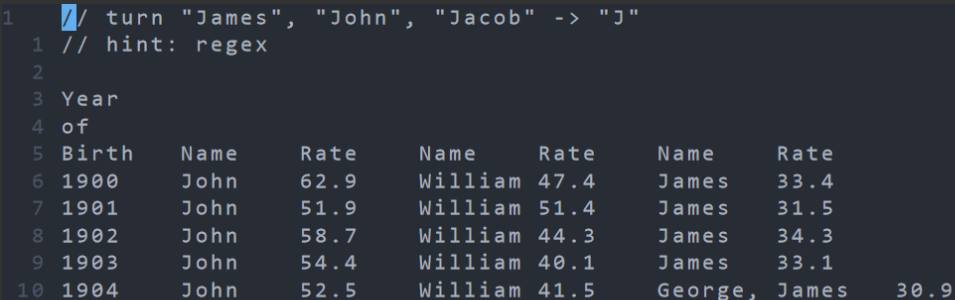 1 // turn "James", "John", "Jacob" -> "J"
1 // hint: regex
2
3 Year
4 of
5 Birth Name Rate Name Rate Name Rate
6 1900 John 62.9 William 47.4 James 33.4
7 1901 John 51.9 William 51.4 James 31.5
8 1902 John 58.7 William 44.3 James 34.3
9 1903 John 54.4 William 40.1 James 33.1
10 1904 John 52.5 William 41.5 George, James 30.9